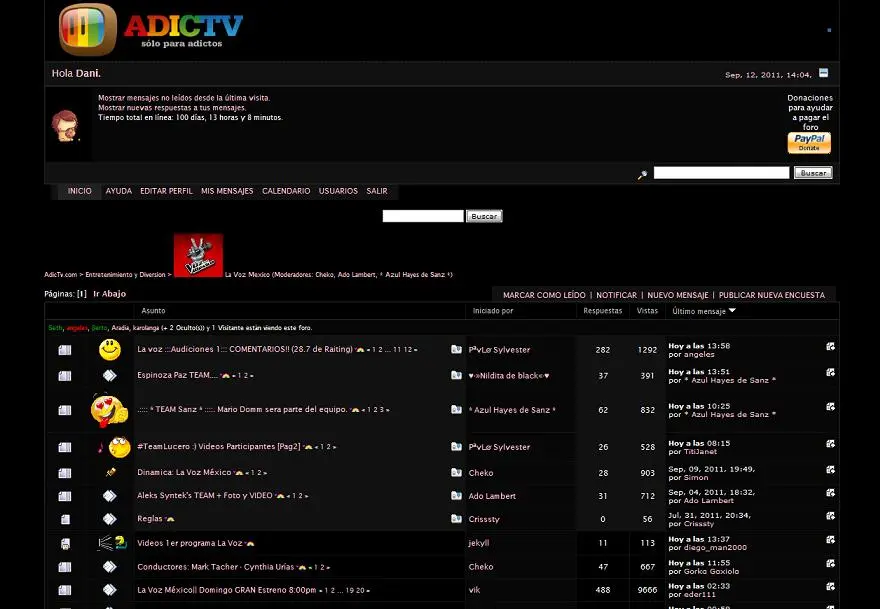 ADICTV
sólo para adictos
Hola Dani.
Sep, 12, 2011, 14:04,
Mostrar mensajes no leídos desde la última visita.
Mostrar nuevas respuestas a tus mensajes.
Tiempo total en línea: 100 días, 13 horas y 8 minutos.
Donaciones
para ayudar
a pagar el
foro
PayPal
Donate
Buscar
INICIO AYUDA EDITAR PERFIL MIS MENSAJES CALENDARIO USUARIOS SALIR
Buscar
AdicTv.com > Entretenimiento y Diversion > La Voz Mexico (Moderadores: Cheko, Ado Lambert, * Azul Hayes de Sanz *)
Páginas: [1] Ir Abajo
MARCAR COMO LEÍDO | NOTIFICAR | NUEVO MENSAJE | PUBLICAR NUEVA ENCUESTA
Asunto Iniciado por Respuestas Vistas Último mensaje
angeles, Aradia, karolanga (+ 2 Oculto(s)) y 1 Visitante están viendo este foro.
La voz :::Audiciones 1::: COMENTARIOS!! (28.7 de Raiting) « 1 2 ... 11 12 » Sylvester 282 1292 Hoy a las 13:58
por angeles
Espinoza Paz TEAM.... « 1 2 » ♥·»Nildita de black«·♥ 37 391 Hoy a las 13:51
por * Azul Hayes de Sanz *
.::::: * TEAM Sanz * ::::. Mario Domm sera parte del equipo. « 1 2 3 » * Azul Hayes de Sanz * 62 832 Hoy a las 10:25
por * Azul Hayes de Sanz *
#TeamLucero :) Videos Participantes [Pag2] « 1 2 » Sylvester 26 528 Hoy a las 08:15
por TitiJanet
Dinamica: La Voz México « 1 2 » Cheko 28 903 Sep, 09, 2011, 19:49,
por Simon
Aleks Syntek's TEAM + Foto y VIDEO « 1 2 » Ado Lambert 31 712 Sep, 04, 2011, 18:32,
por Ado Lambert
Reglas Crisssty 0 56 Jul, 31, 2011, 20:34,
por Crisssty
Videos 1er programa La Voz jekyll 11 113 Hoy a las 13:37
por diego_man2000
Conductores: Mark Tacher - Cynthia Urías « 1 2 » Cheko 47 667 Hoy a las 11:55
por Gorka Gaxiola
La Voz México|| Domingo GRAN Estreno 8:00pm « 1 2 ... 19 20 » vik 488 9666 Hoy a las 02:33
por eder111